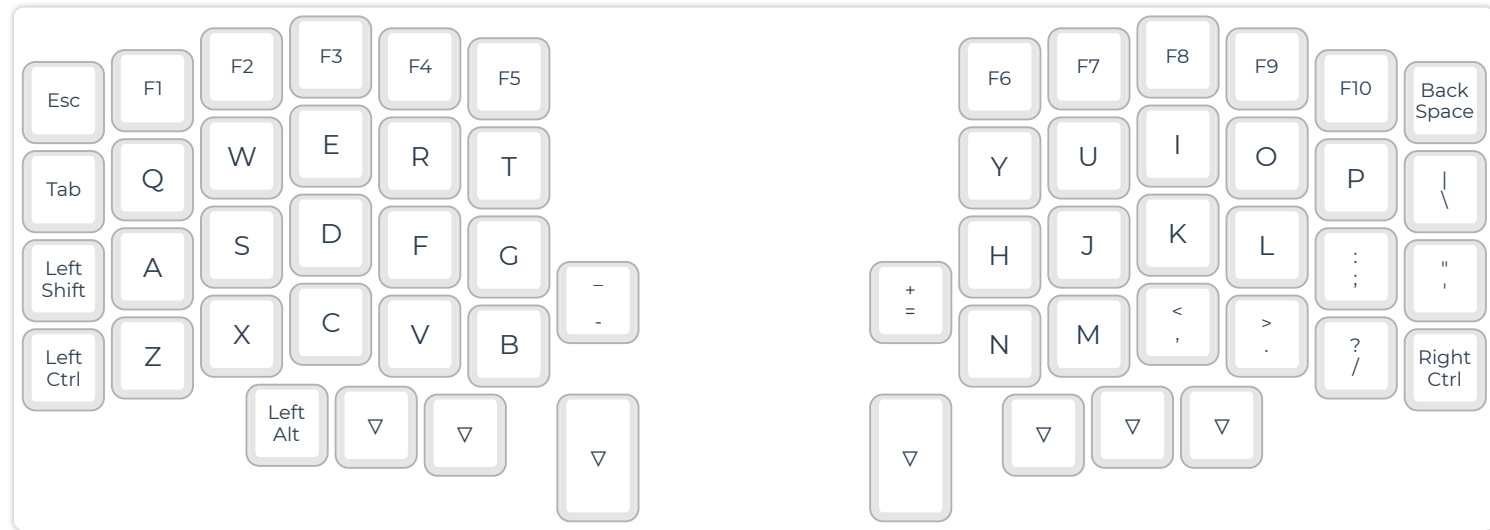 Esc F1 F2 F3 F4 F5 F6 F7 F8 F9 F10 Back
Space
Tab Q W E R T Y U I O P |
\
Left
Shift A S D F G H J K L :
;
"
'
_
-
+
=
Left
Ctrl Z X C V B N M <
,
>
.
?
/
Right
Ctrl
Left
Alt ▽ ▽ ▽ ▽ ▽ ▽ ▽